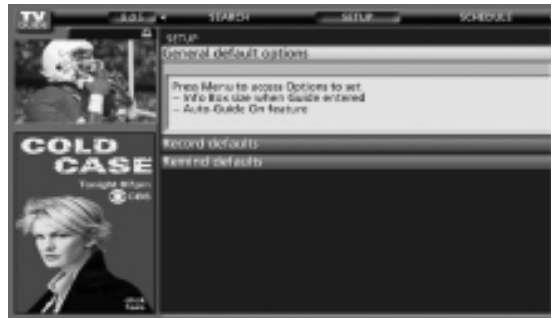 TV
GUIDE
SEARCH
SETUP
SCHEDULE
SETUP
General default options
Press Menu to access Options to set
– Info Box size when Guide entered
– Auto Guide On feature
Record defaults
Remind defaults
COLD
CASE
Tonight
CBS